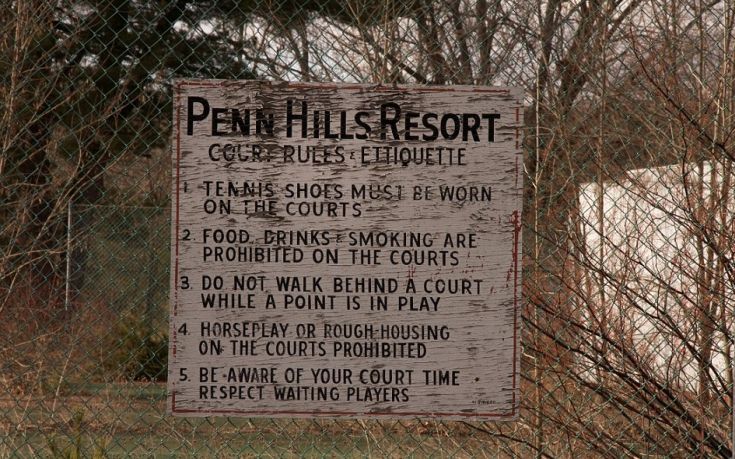 PENN HILLS RESORT
COURT RULES & ETTIQUETTE
1. TENNIS SHOES MUST BE WORN
ON THE COURTS
2. FOOD, DRINKS & SMOKING ARE
PROHIBITED ON THE COURTS
3. DO NOT WALK BEHIND A COURT
WHILE A POINT IS IN PLAY
4. HORSEPLAY OR ROUGH-HOUSING
ON THE COURTS PROHIBITED
5. BE-AWARE OF YOUR COURT TIME
RESPECT WAITING PLAYERS